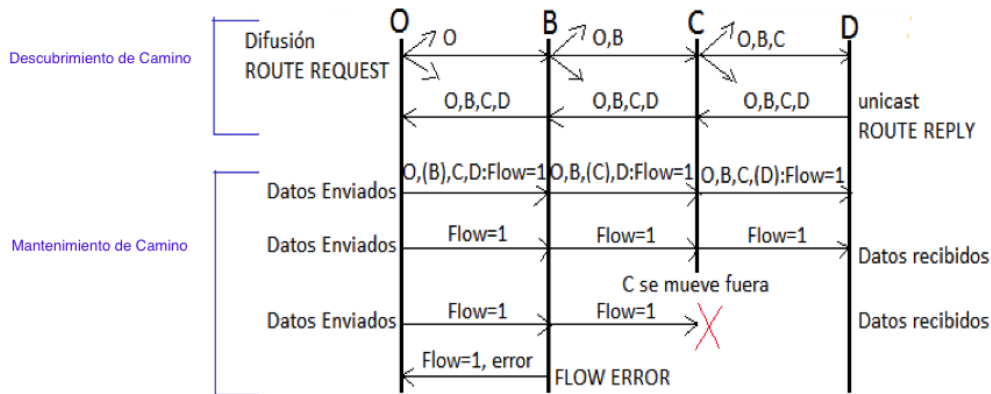 O B C D
Descubrimiento de Camino
Difusión
ROUTE REQUEST
O O,B O,B,C
O,B,C,D O,B,C,D O,B,C,D
unicast
ROUTE REPLY
Mantenimiento de Camino
Datos Enviados O,(B),C,D:Flow=1 O,B,(C),D:Flow=1 O,B,C,(D):Flow=1
Datos Enviados Flow=1 Flow=1 Flow=1 Datos recibidos
C se mueve fuera
Datos Enviados Flow=1 Flow=1 Datos recibidos
Flow=1, error FLOW ERROR